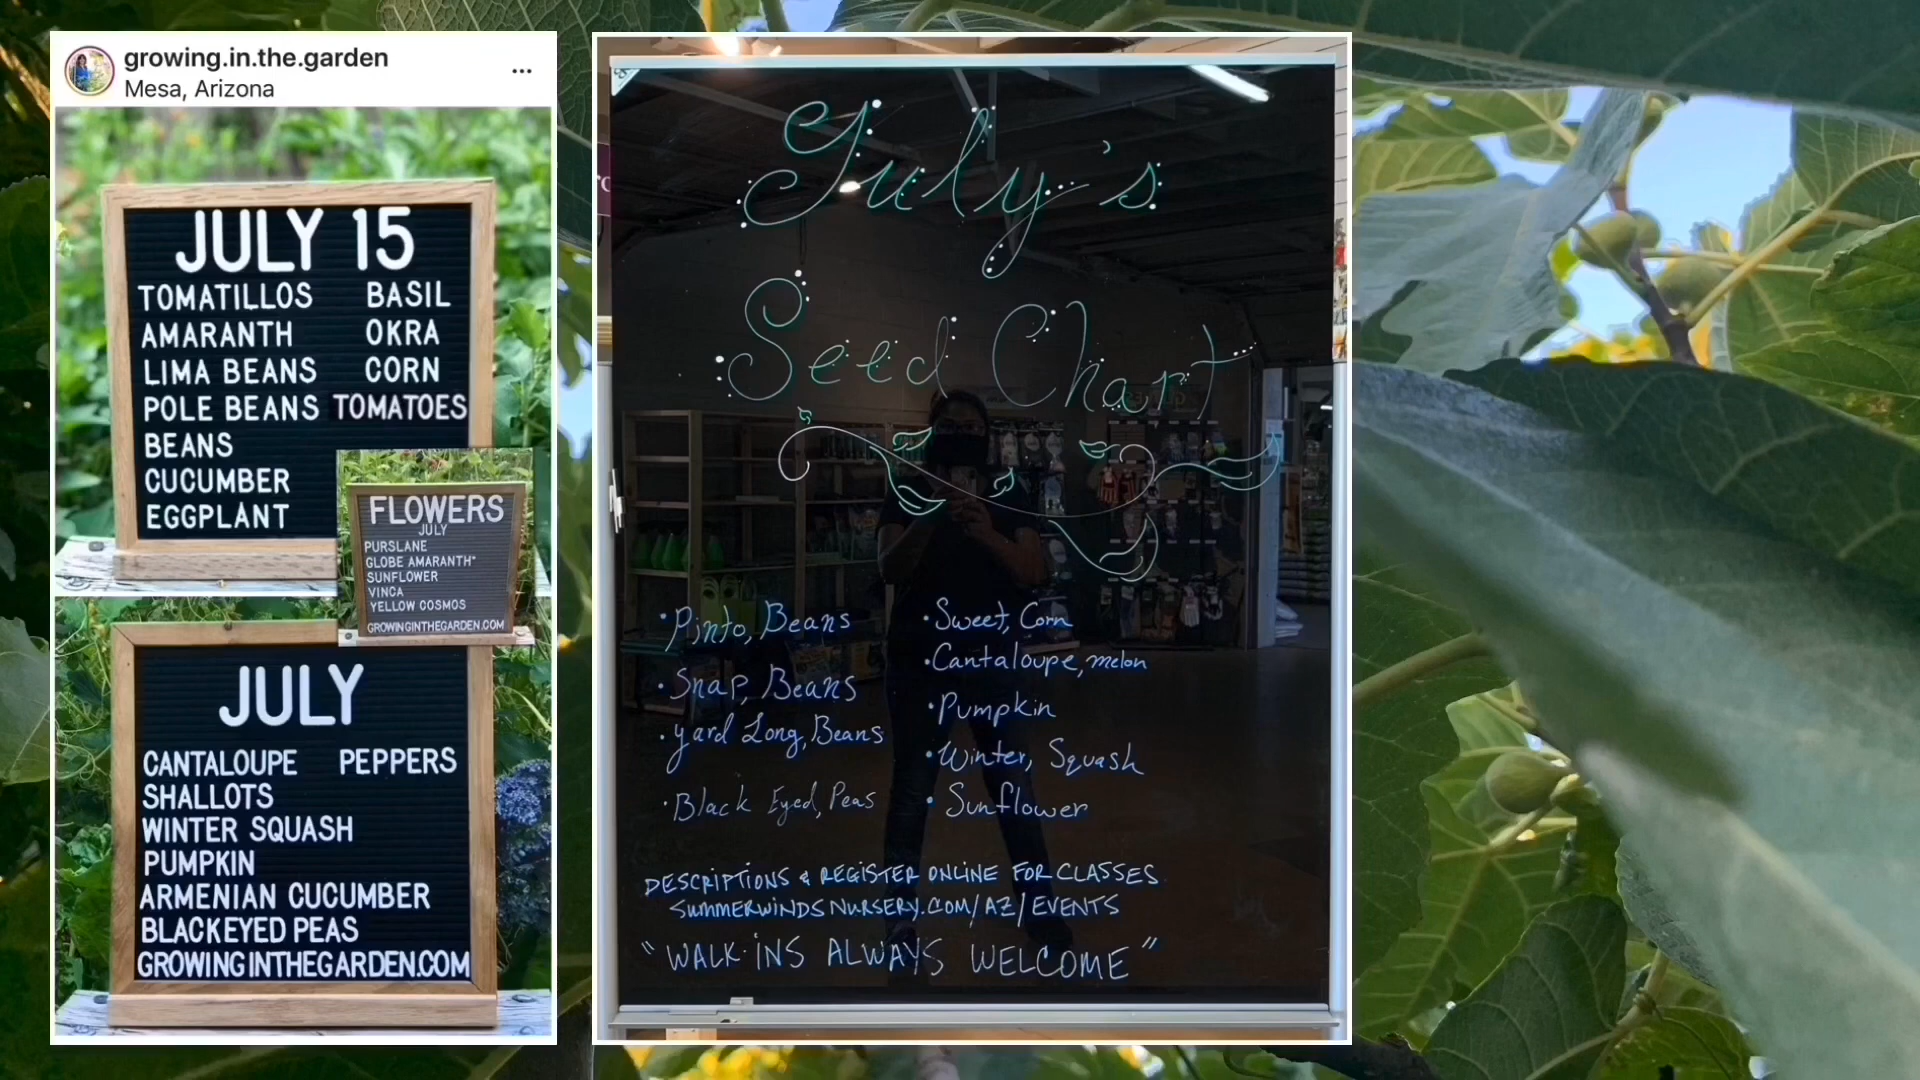 growing.in.the.garden
Mesa, Arizona
JULY 15
TOMATILLOS BASIL
AMARANTH OKRA
LIMA BEANS CORN
POLE BEANS TOMATOES
BEANS
CUCUMBER
EGGPLANT
FLOWERS
JULY
PURSLANE
GLOBE AMARANTH"
SUNFLOWER
VINCA
YELLOW COSMOS
GROWINGINTHEGARDEN.COM
JULY
CANTALOUPE PEPPERS
SHALLOTS
WINTER SQUASH
PUMPKIN
ARMENIAN CUCUMBER
BLACKEYED PEAS
GROWINGINTHEGARDEN.COM
July's
Seed Chart
• Pinto, Beans
• Snap, Beans
• yard Long, Beans
• Black Eyed, Peas
• Sweet, Corn
• Cantaloupe, melon
• Pumpkin
• Winter, Squash
• Sunflower
DESCRIPTIONS & REGISTER ONLINE FOR CLASSES
SUMMERWINDSNURSERY.COM/AZ/EVENTS
"WALK-INS ALWAYS WELCOME"